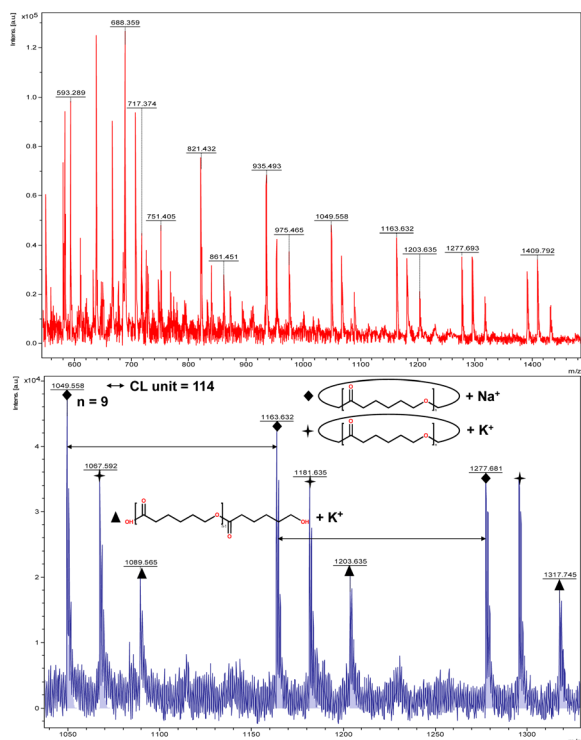 Intens. [a.u.]
x10⁵
1.2
1.0
0.8
0.6
0.4
0.2
0.0
593.289
688.359
717.374
751.405
821.432
861.451
935.493
975.465
1049.558
1163.632
1203.635
1277.693
1409.792
600
700
800
900
1000
1100
1200
1300
1400
m/z
Intens. [a.u.]
x10⁴
4
3
2
1
0
1049.558
CL unit = 114
n = 9
+ Na⁺
+ K⁺
1067.592
1089.565
1163.632
1181.635
1203.635
1277.681
1317.745
O
O
O
O
OH
O
O
O
OH
+ K⁺
1050
1100
1150
1200
1250
1300